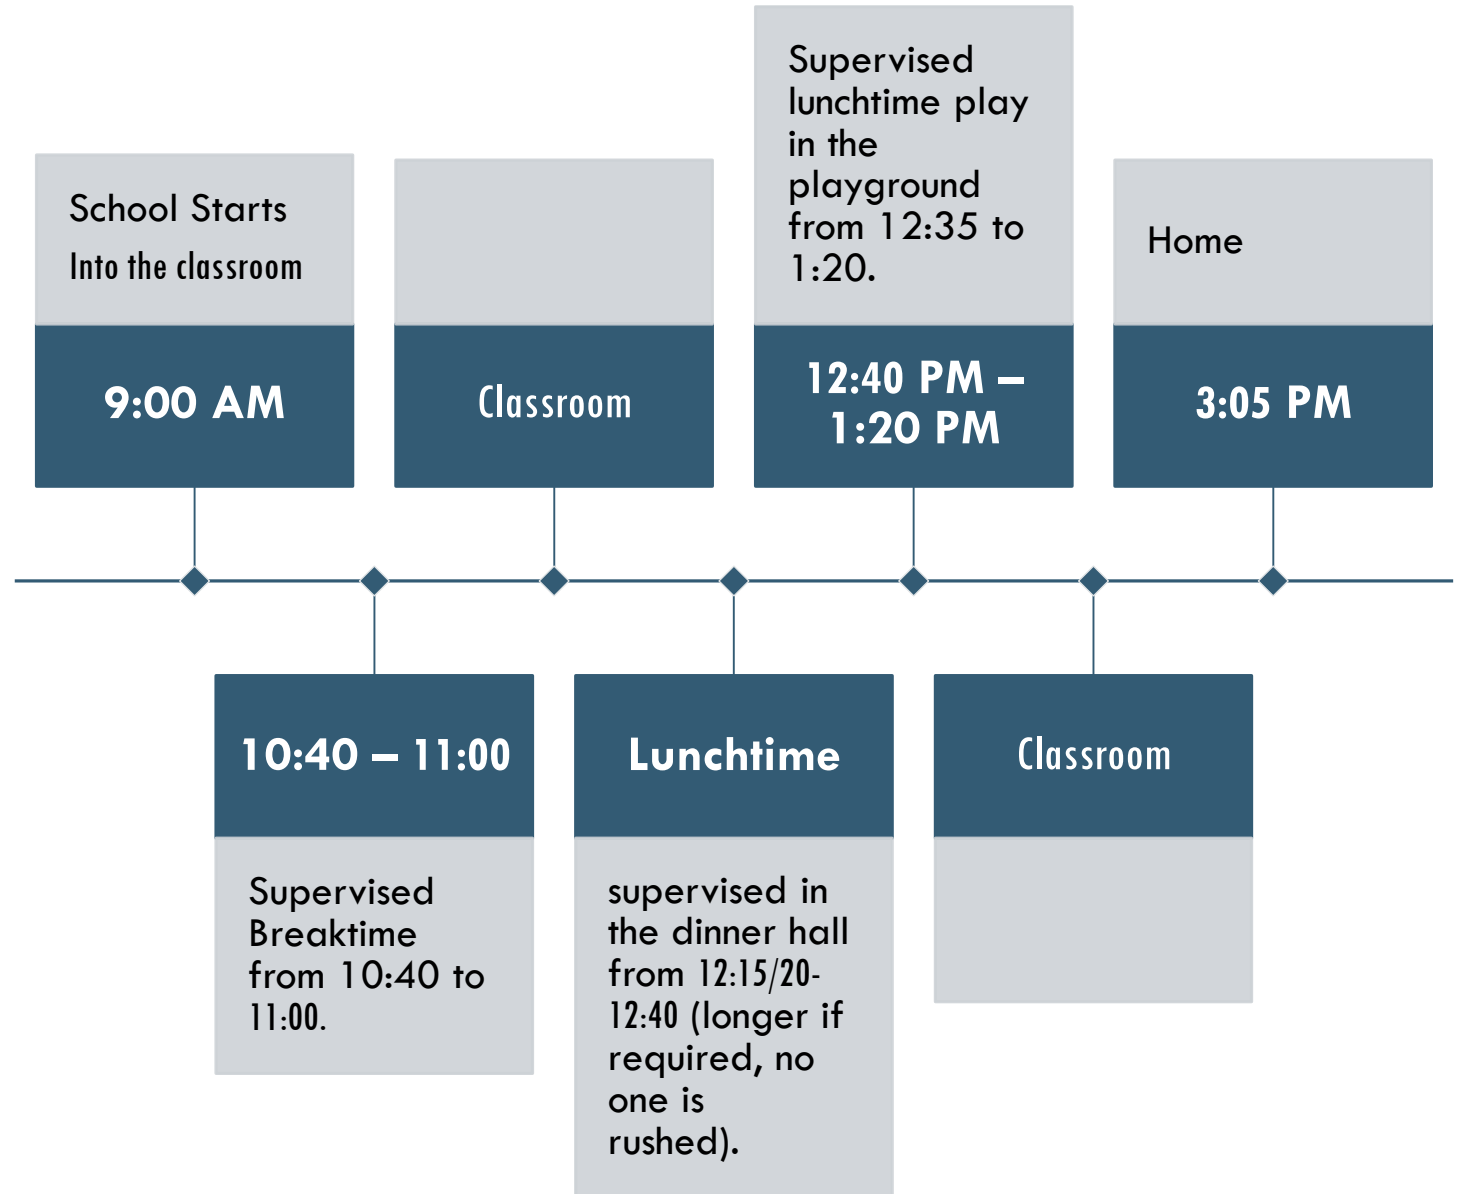 School Starts
Into the classroom
9:00 AM
10:40 – 11:00
Supervised
Breaktime
from 10:40 to
11:00.
Classroom
Lunchtime
supervised in
the dinner hall
from 12:15/20-
12:40 (longer if
required, no
one is
rushed).
Supervised
lunchtime play
in the
playground
from 12:35 to
1:20.
12:40 PM –
1:20 PM
Classroom
Home
3:05 PM